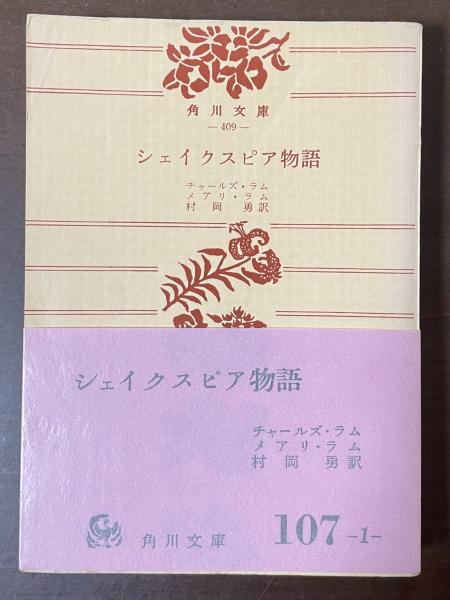 角川文庫
―409―
シェイクスピア物語
チャールズ・ラム
メアリ・ラム
村岡 勇訳
シェイクスピア物語
チャールズ・ラム
メアリ・ラム
村岡 勇訳
角川文庫
107-1-